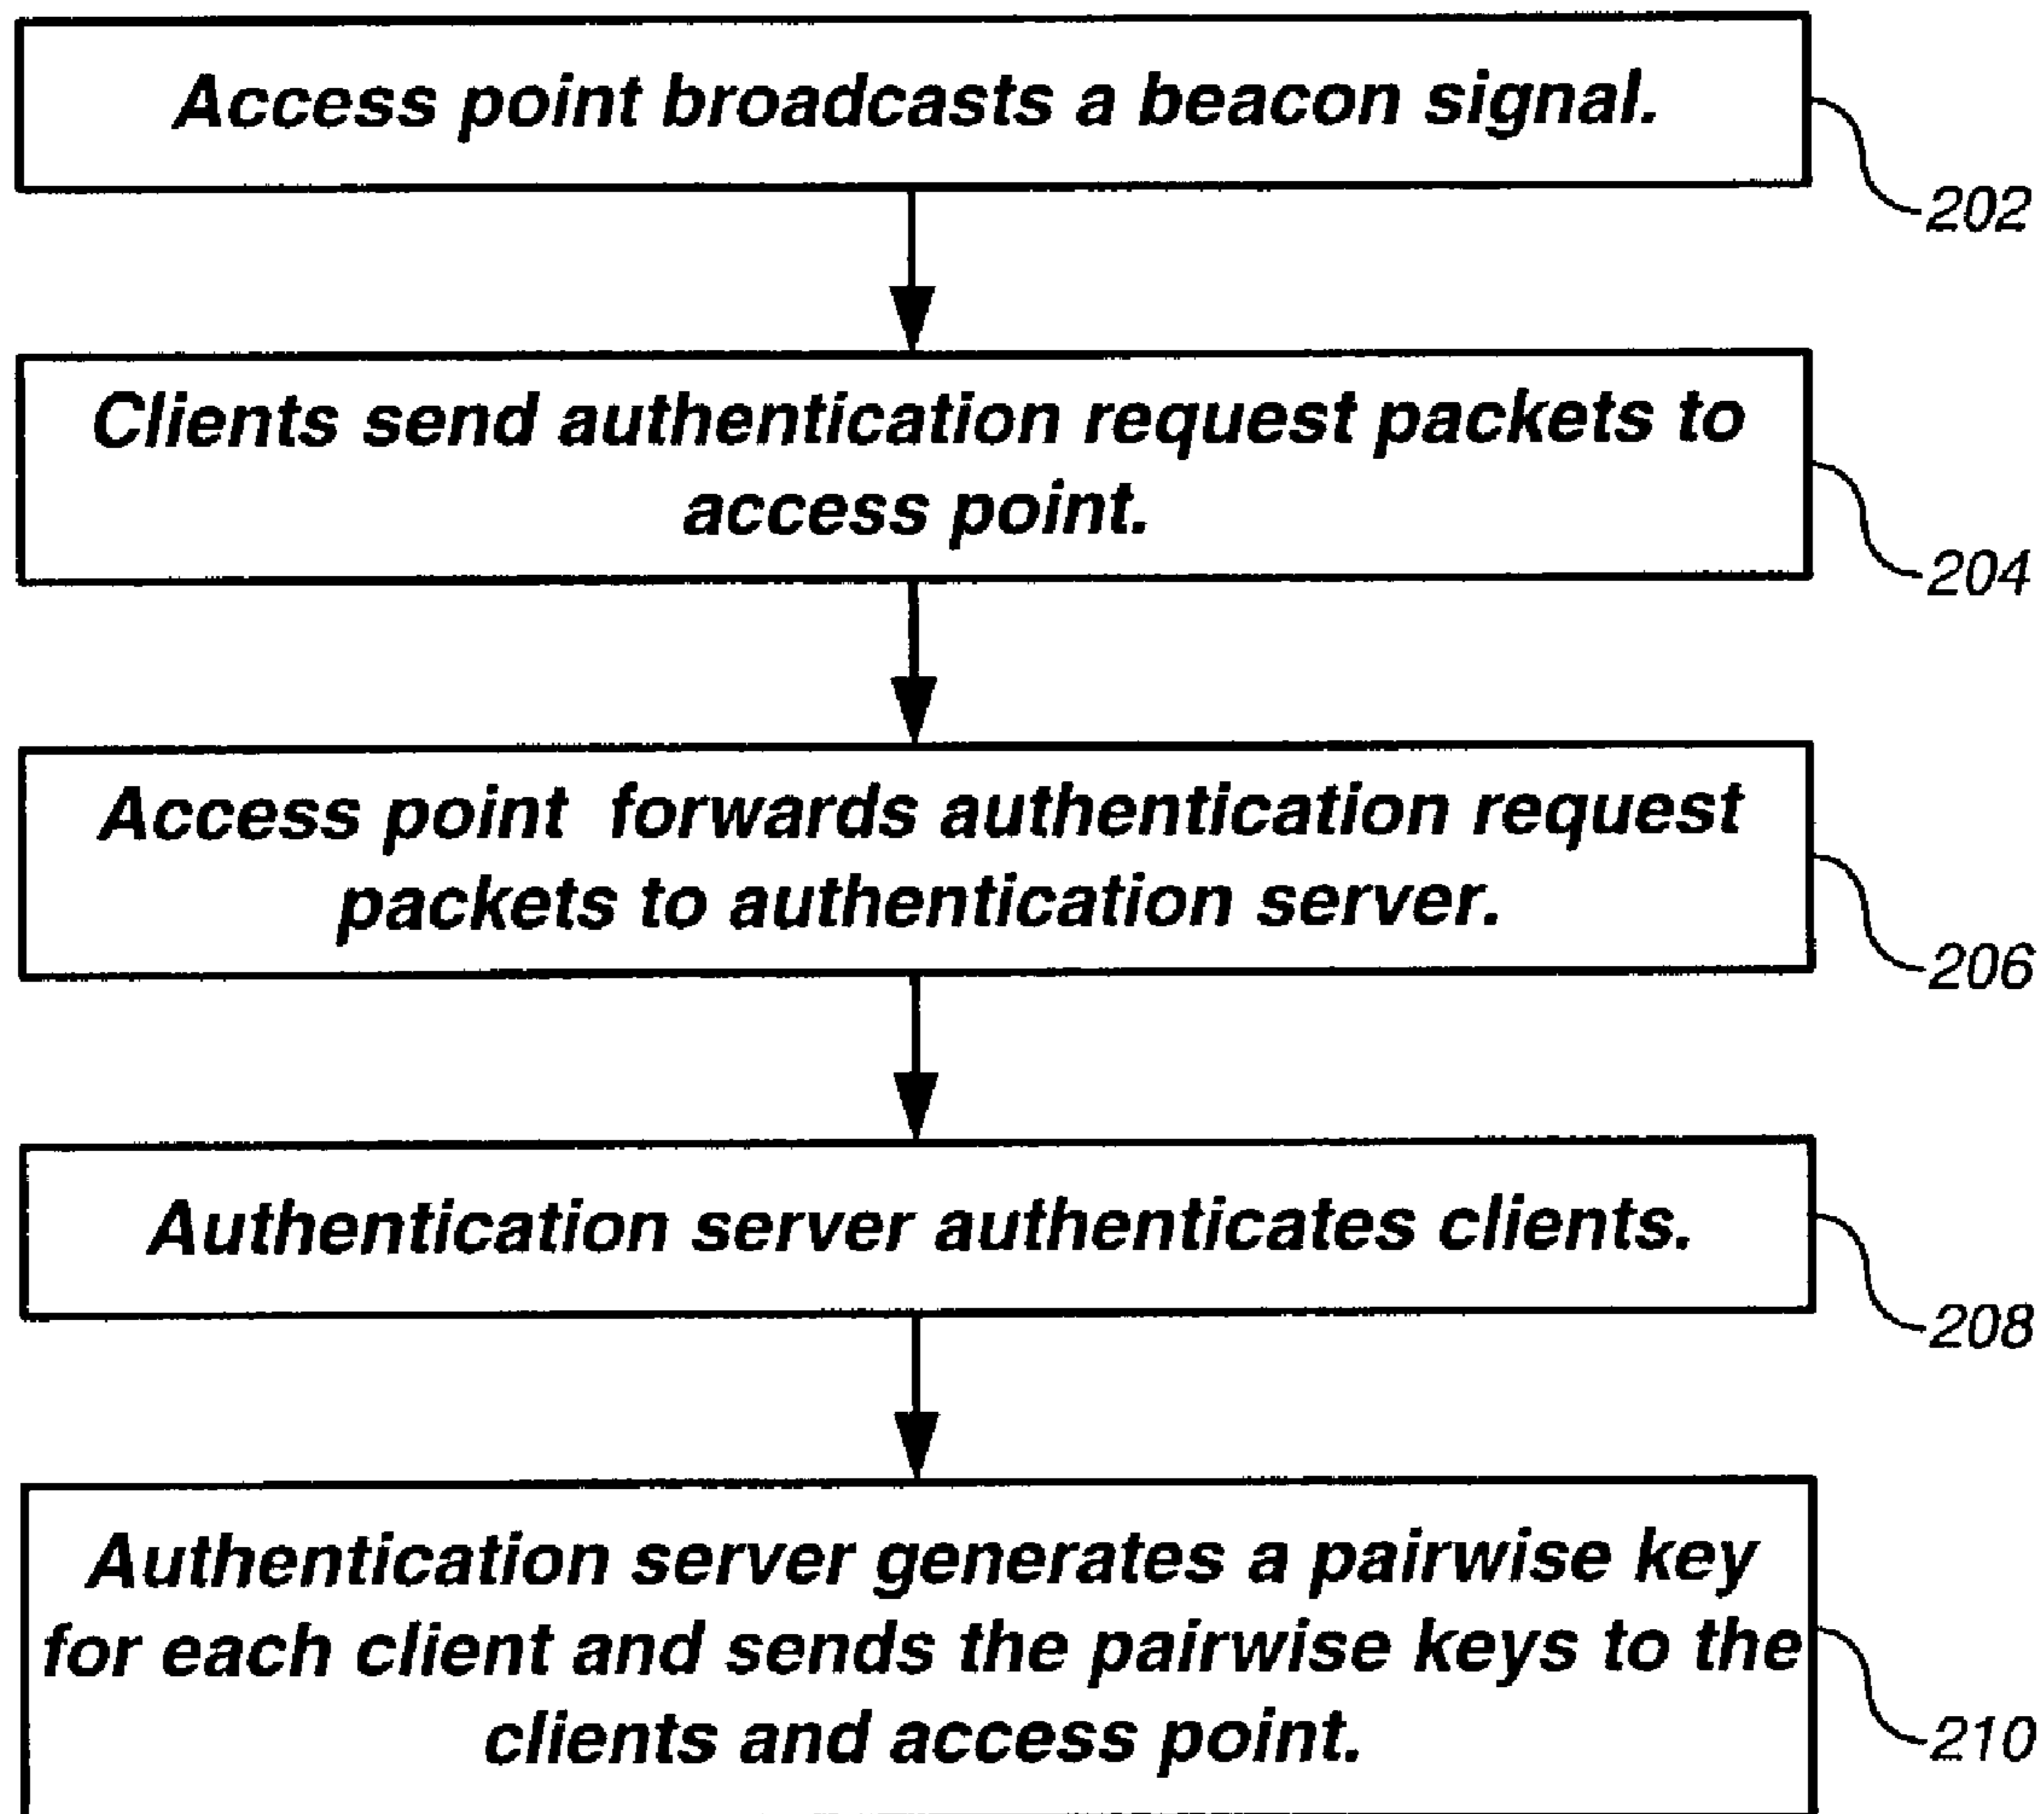 Access point broadcasts a beacon signal.
202
Clients send authentication request packets to
access point.
204
Access point forwards authentication request
packets to authentication server.
206
Authentication server authenticates clients.
208
Authentication server generates a pairwise key
for each client and sends the pairwise keys to the
clients and access point.
210